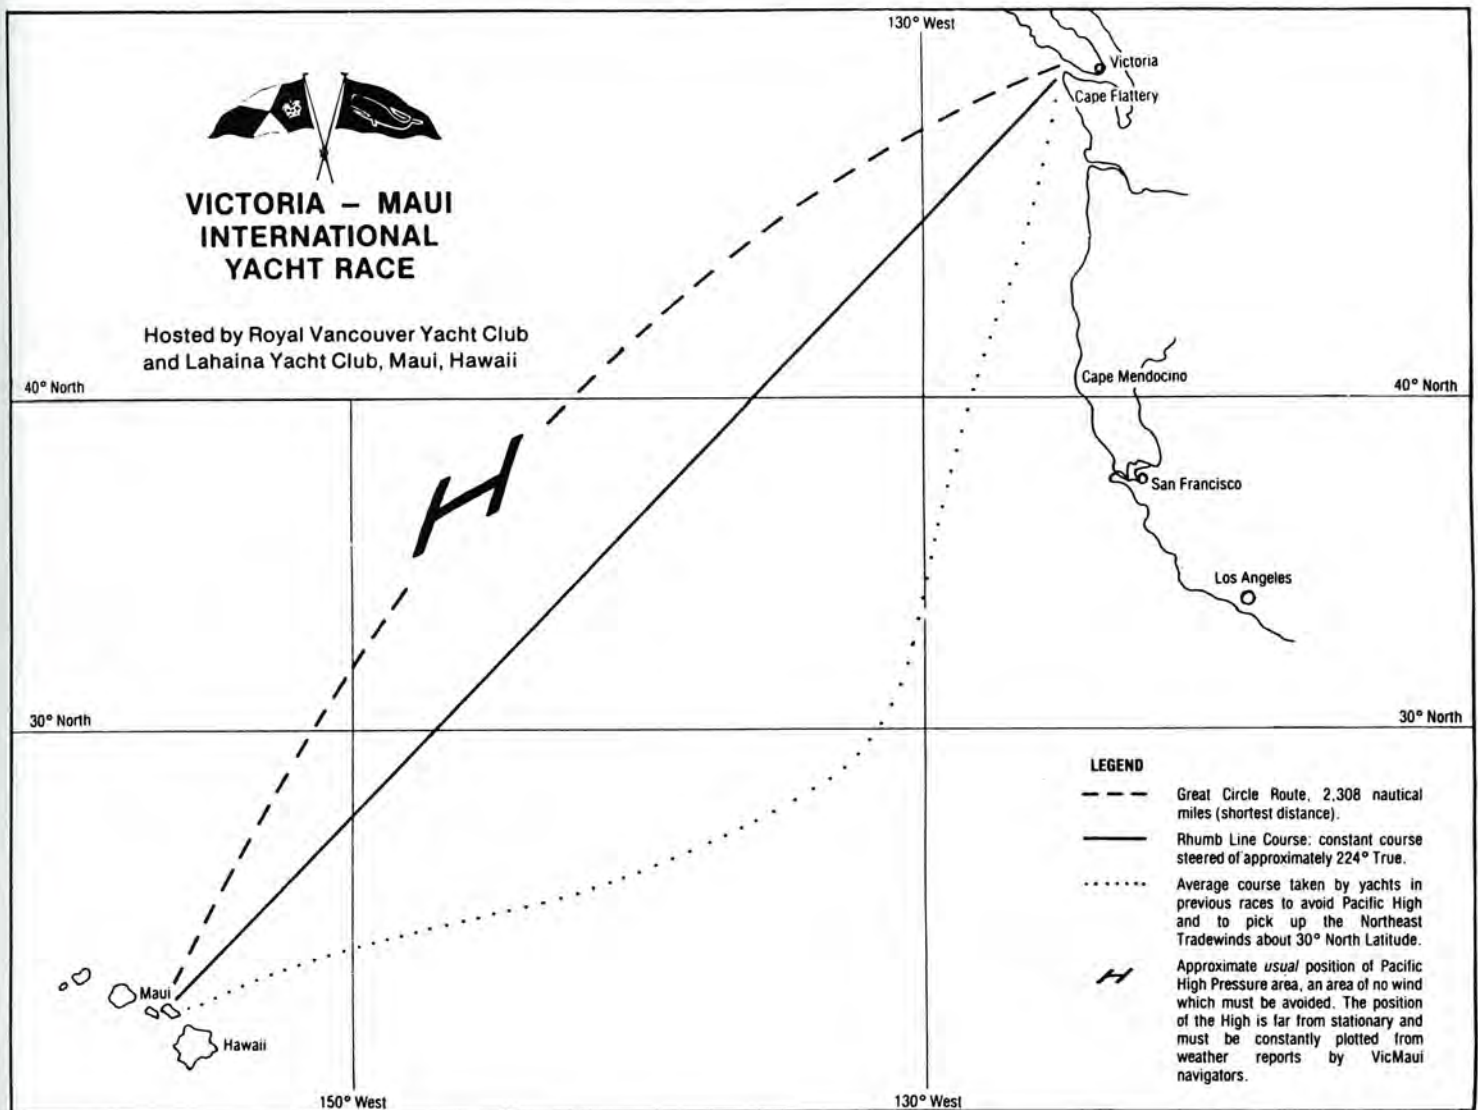 130° West
Victoria
Cape Flattery
VICTORIA – MAUI
INTERNATIONAL
YACHT RACE
Hosted by Royal Vancouver Yacht Club
and Lahaina Yacht Club, Maui, Hawaii
40° North
Cape Mendocino
40° North
H
San Francisco
Los Angeles
30° North
30° North
LEGEND
Great Circle Route, 2,308 nautical
miles (shortest distance).
Rhumb Line Course: constant course
steered of approximately 224° True.
Average course taken by yachts in
previous races to avoid Pacific High
and to pick up the Northeast
Tradewinds about 30° North Latitude.
H
Approximate usual position of Pacific
High Pressure area, an area of no wind
which must be avoided. The position
of the High is far from stationary and
must be constantly plotted from
weather reports by VicMaui
navigators.
Maui
Hawaii
150° West
130° West